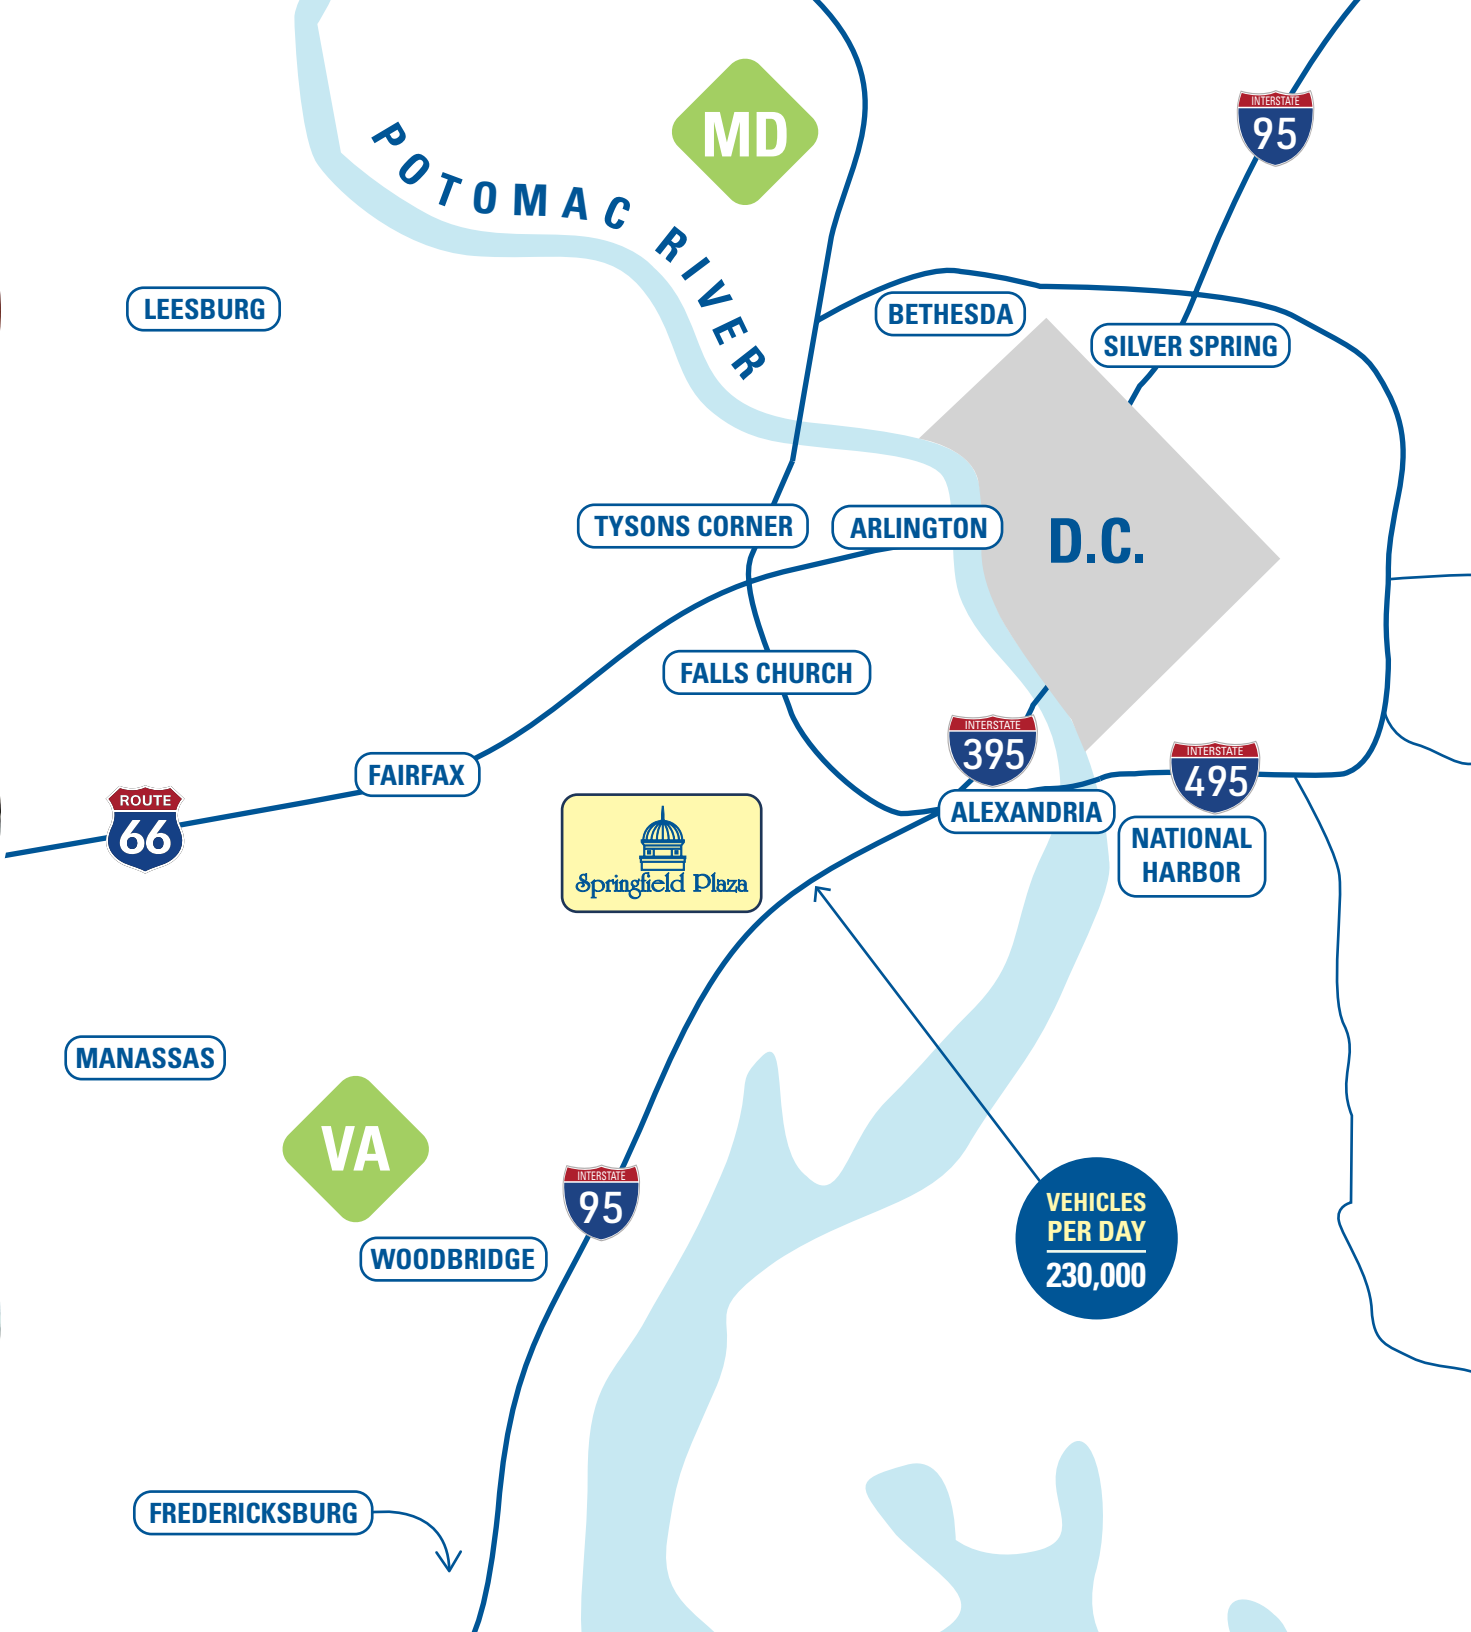 MD
INTERSTATE
95
POTOMAC RIVER
LEESBURG
BETHESDA
SILVER SPRING
TYSONS CORNER
ARLINGTON
D.C.
FALLS CHURCH
INTERSTATE
395
INTERSTATE
495
FAIRFAX
ROUTE
66
ALEXANDRIA
NATIONAL
HARBOR
Springfield Plaza
MANASSAS
VA
INTERSTATE
95
WOODBRIDGE
VEHICLES
PER DAY
230,000
FREDERICKSBURG